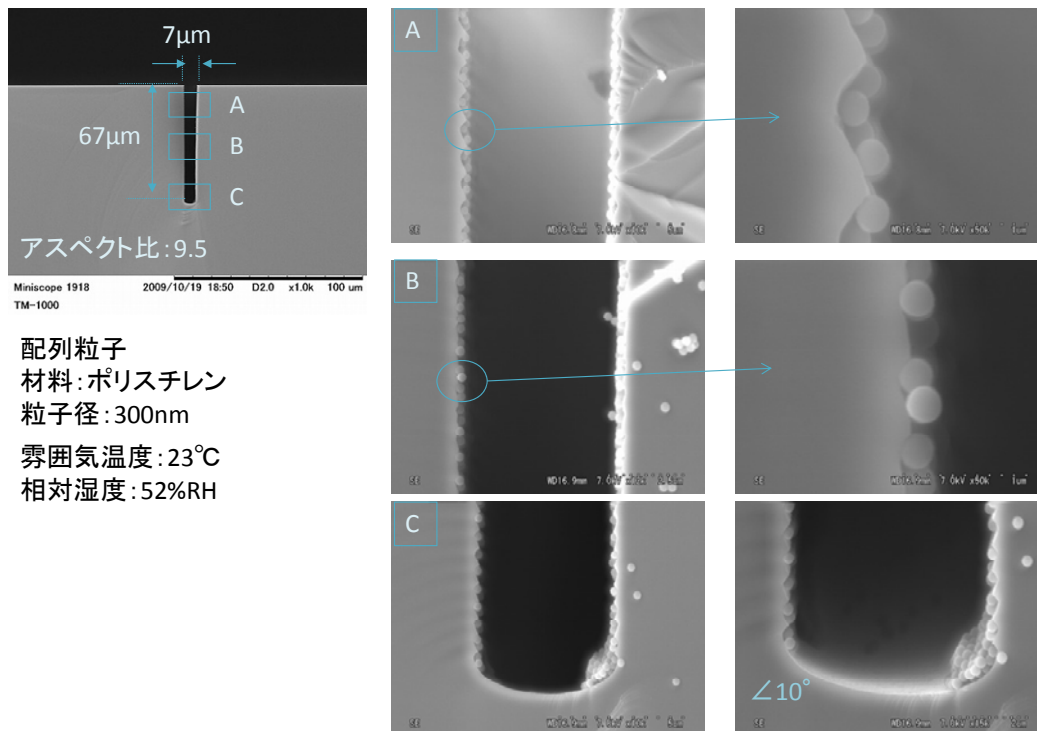 7μm
A
67μm
B
C
アスペクト比:9.5
Miniscope 1918 2009/10/19 18:50 D2.0 x1.0k 100 um
TM-1000
配列粒子
材料:ポリスチレン
粒子径:300nm
雰囲気温度:23℃
相対湿度:52%RH
A
SE
SE
B
SE WD16.9mm
SE
C
SE
∠10°
SE